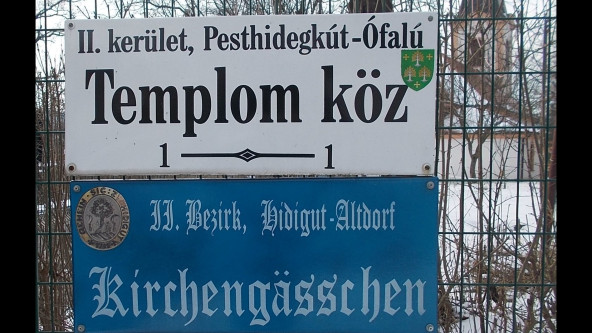 II. kerület, Pesthidegkút-Ófalú
Templom köz
1 1
II. Bezirk, Hidigut-Altdorf
Kirchengässchen